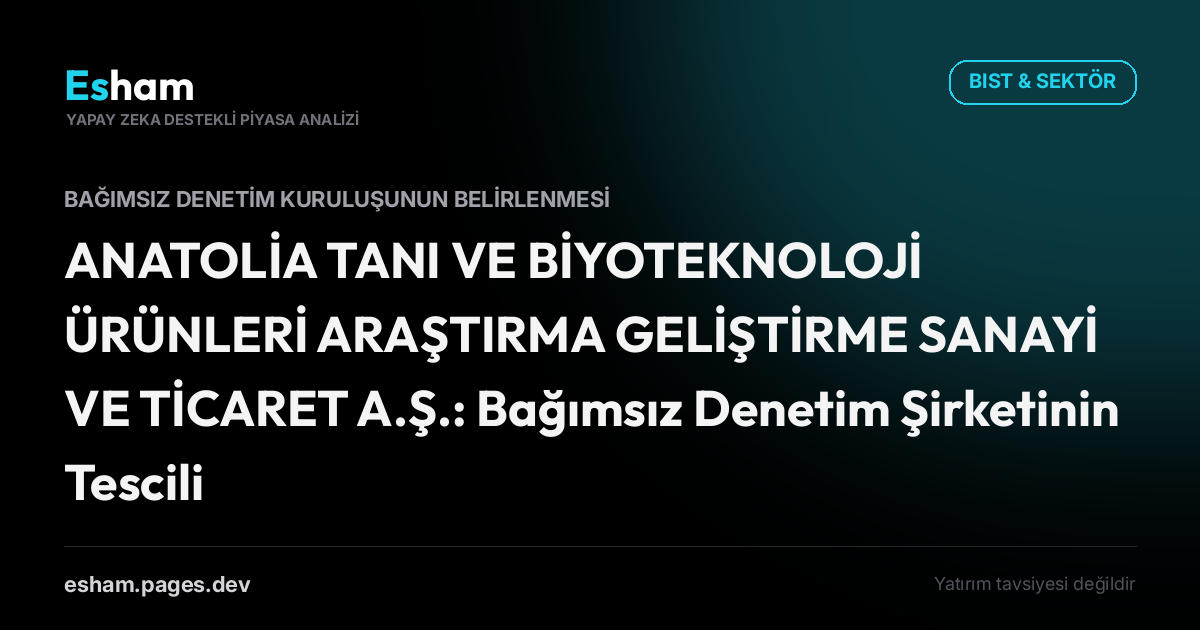 Esham
BIST & SEKTÖR
YAPAY ZEKA DESTEKLİ PİYASA ANALİZİ
BAĞIMSIZ DENETİM KURULUŞUNUN BELİRLENMESİ
ANATOLİA TANI VE BİYOTEKNOLOJİ
ÜRÜNLERİ ARAŞTIRMA GELİŞTİRME SANAYİ
VE TİCARET A.Ş.: Bağımsız Denetim Şirketinin
Tescili
esham.pages.dev
Yatırım tavsiyesi değildir